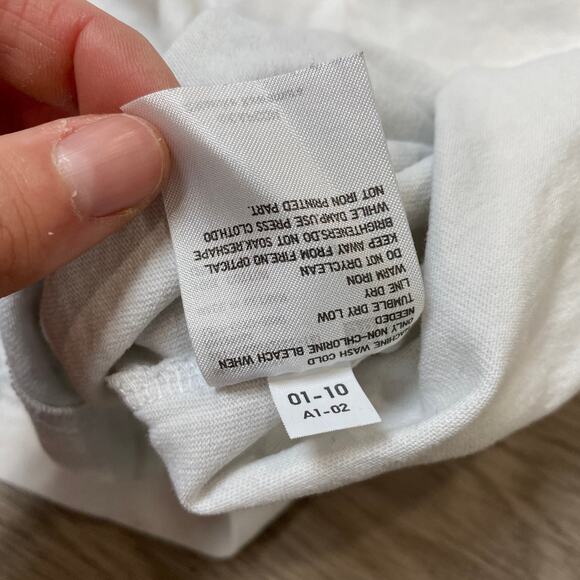 MACHINE WASH COLD
ONLY NON-CHLORINE BLEACH WHEN
NEEDED
TUMBLE DRY LOW
LINE DRY
WARM IRON
DO NOT DRYCLEAN
KEEP AWAY FROM FIRE.NO OPTICAL
BRIGHTENERS.DO NOT SOAK.RESHAPE
WHILE DAMP.USE PRESS CLOTH.DO
NOT IRON PRINTED PART.
01-10
A1-02